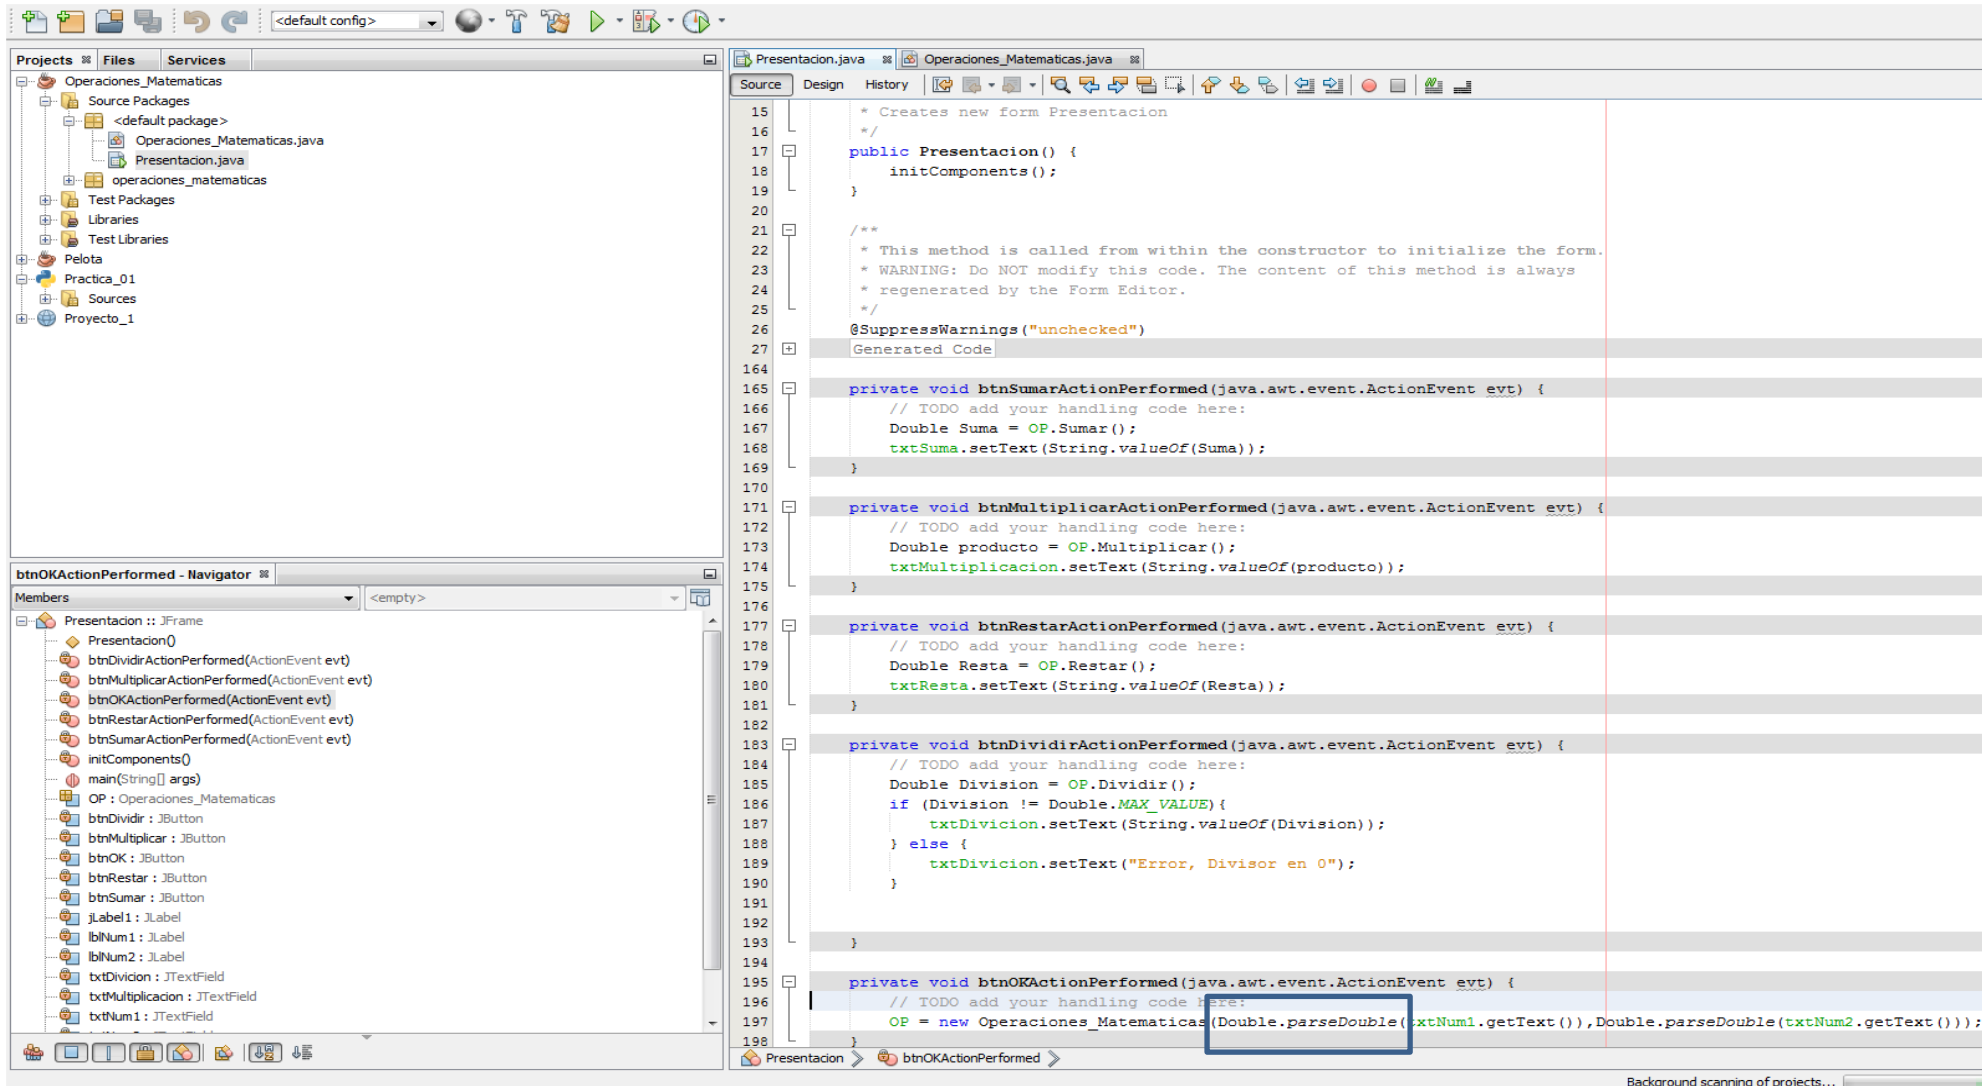 <default config>
Projects Files Services
Operaciones_Matematicas
Source Packages
<default package>
Operaciones_Matematicas.java
Presentacion.java
operaciones_matematicas
Test Packages
Libraries
Test Libraries
Pelota
Practica_01
Sources
Proyecto_1
btnOKActionPerformed - Navigator
Members <empty>
Presentacion :: JFrame
Presentacion()
btnDividirActionPerformed(ActionEvent evt)
btnMultiplicarActionPerformed(ActionEvent evt)
btnOKActionPerformed(ActionEvent evt)
btnRestarActionPerformed(ActionEvent evt)
btnSumarActionPerformed(ActionEvent evt)
initComponents()
main(String[] args)
OP : Operaciones_Matematicas
btnDividir : JButton
btnMultiplicar : JButton
btnOK : JButton
btnRestar : JButton
btnSumar : JButton
jLabel1 : JLabel
lblNum1 : JLabel
lblNum2 : JLabel
txtDivicion : JTextField
txtMultiplicacion : JTextField
txtNum1 : JTextField
Presentacion.java Operaciones_Matematicas.java
Source Design History
15 * Creates new form Presentacion
16 */
17 public Presentacion() {
18 initComponents();
19 }
20
21 /**
22 * This method is called from within the constructor to initialize the form.
23 * WARNING: Do NOT modify this code. The content of this method is always
24 * regenerated by the Form Editor.
25 */
26 @SuppressWarnings("unchecked")
27 Generated Code
164
165 private void btnSumarActionPerformed(java.awt.event.ActionEvent evt) {
166 // TODO add your handling code here:
167 Double Suma = OP.Sumar();
168 txtSuma.setText(String.valueOf(Suma));
169 }
170
171 private void btnMultiplicarActionPerformed(java.awt.event.ActionEvent evt) {
172 // TODO add your handling code here:
173 Double producto = OP.Multiplicar();
174 txtMultiplicacion.setText(String.valueOf(producto));
175 }
176
177 private void btnRestarActionPerformed(java.awt.event.ActionEvent evt) {
178 // TODO add your handling code here:
179 Double Resta = OP.Restar();
180 txtResta.setText(String.valueOf(Resta));
181 }
182
183 private void btnDividirActionPerformed(java.awt.event.ActionEvent evt) {
184 // TODO add your handling code here:
185 Double Division = OP.Dividir();
186 if (Division != Double.MAX_VALUE){
187 txtDivicion.setText(String.valueOf(Division));
188 } else {
189 txtDivicion.setText("Error, Divisor en 0");
190 }
191
192
193 }
194
195 private void btnOKActionPerformed(java.awt.event.ActionEvent evt) {
196 // TODO add your handling code here:
197 OP = new Operaciones_Matematicas(Double.parseDouble(txtNum1.getText()),Double.parseDouble(txtNum2.getText()));
198 }
Presentacion btnOKActionPerformed
Background scanning of projects...